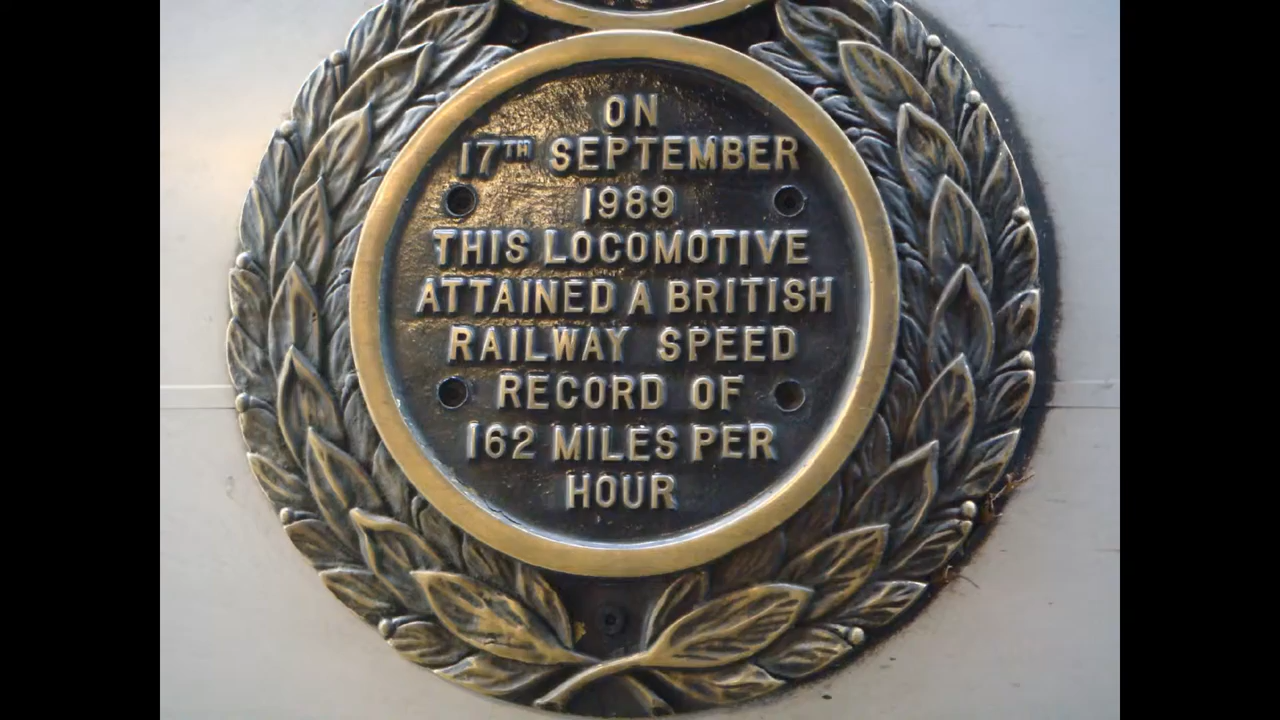 ON
17TH SEPTEMBER
1989
THIS LOCOMOTIVE
ATTAINED A BRITISH
RAILWAY SPEED
RECORD OF
162 MILES PER
HOUR